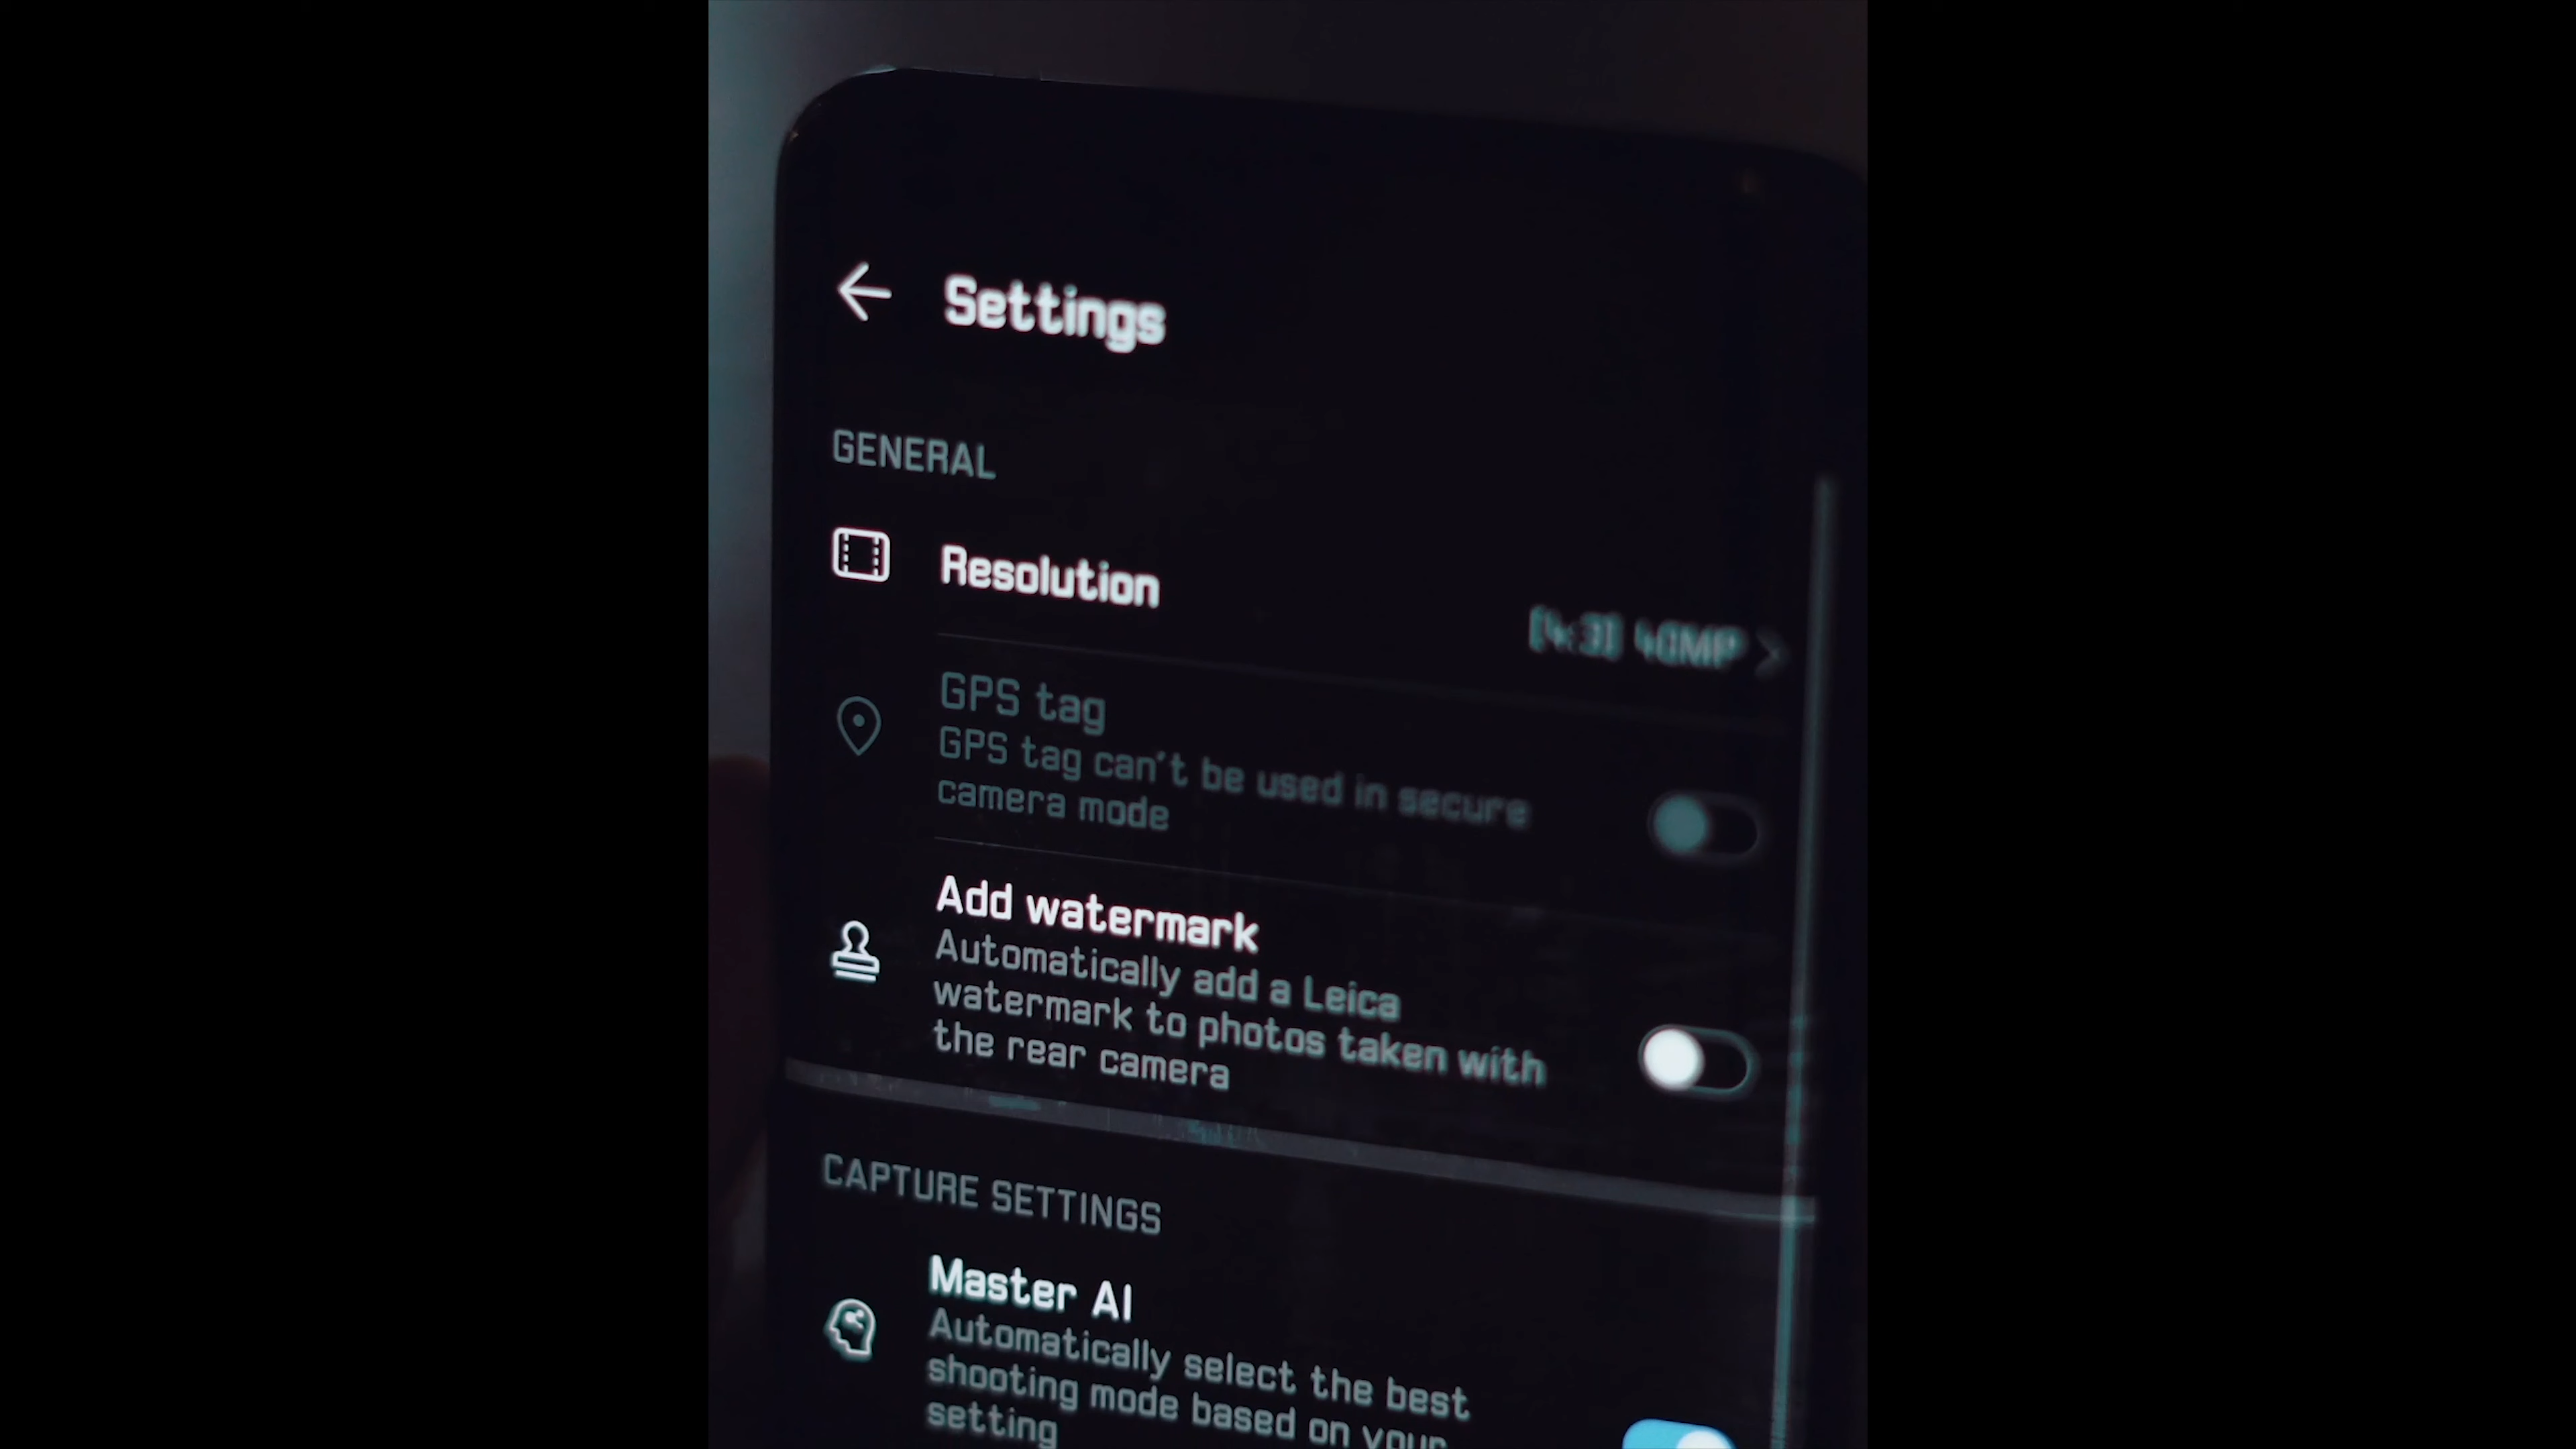 Settings
GENERAL
Resolution
[4:3] 40MP
GPS tag
GPS tag can't be used in secure
camera mode
Add watermark
Automatically add a Leica
watermark to photos taken with
the rear camera
CAPTURE SETTINGS
Master AI
Automatically select the best
shooting mode based on your
setting